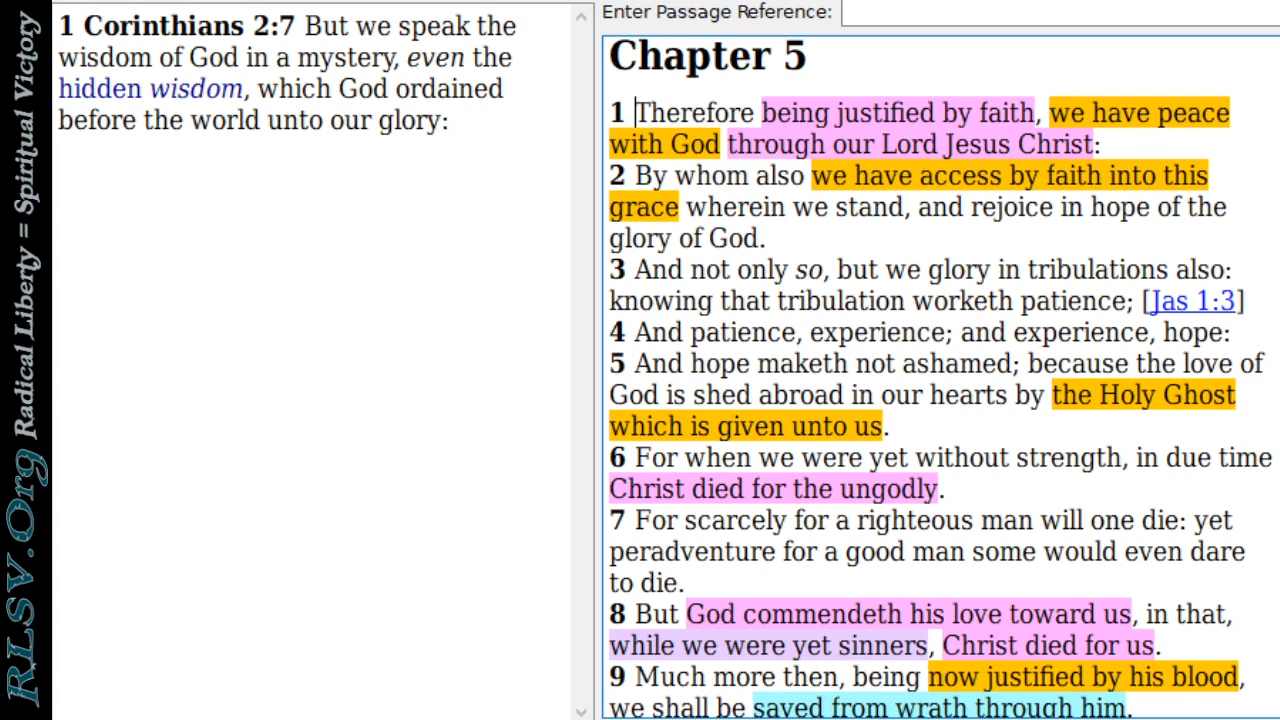 RLSV.Org Radical Liberty = Spiritual Victory
1 Corinthians 2:7 But we speak the
wisdom of God in a mystery, even the
hidden wisdom, which God ordained
before the world unto our glory:
Enter Passage Reference:
Chapter 5
1 Therefore being justified by faith, we have peace
with God through our Lord Jesus Christ:
2 By whom also we have access by faith into this
grace wherein we stand, and rejoice in hope of the
glory of God.
3 And not only so, but we glory in tribulations also:
knowing that tribulation worketh patience; [Jas 1:3]
4 And patience, experience; and experience, hope:
5 And hope maketh not ashamed; because the love of
God is shed abroad in our hearts by the Holy Ghost
which is given unto us.
6 For when we were yet without strength, in due time
Christ died for the ungodly.
7 For scarcely for a righteous man will one die: yet
peradventure for a good man some would even dare
to die.
8 But God commendeth his love toward us, in that,
while we were yet sinners, Christ died for us.
9 Much more then, being now justified by his blood,
we shall be saved from wrath through him.